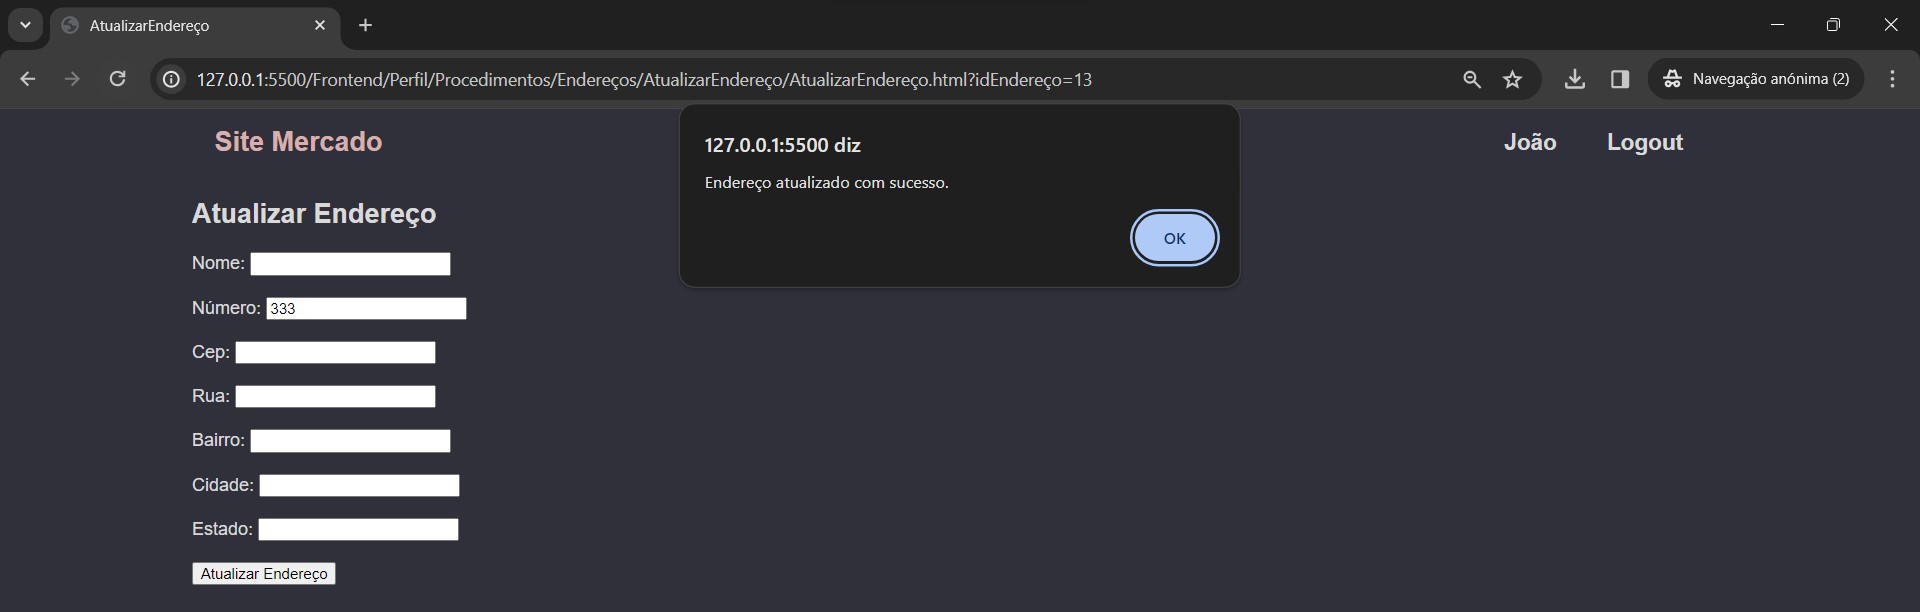 AtualizarEndereço
127.0.0.1:5500/Frontend/Perfil/Procedimentos/Endereços/AtualizarEndereço/AtualizarEndereço.html?idEndereço=13
Navegação anónima (2)
Site Mercado
João
Logout
127.0.0.1:5500 diz
Endereço atualizado com sucesso.
OK
Atualizar Endereço
Nome:
Número: 333
Cep:
Rua:
Bairro:
Cidade:
Estado:
Atualizar Endereço